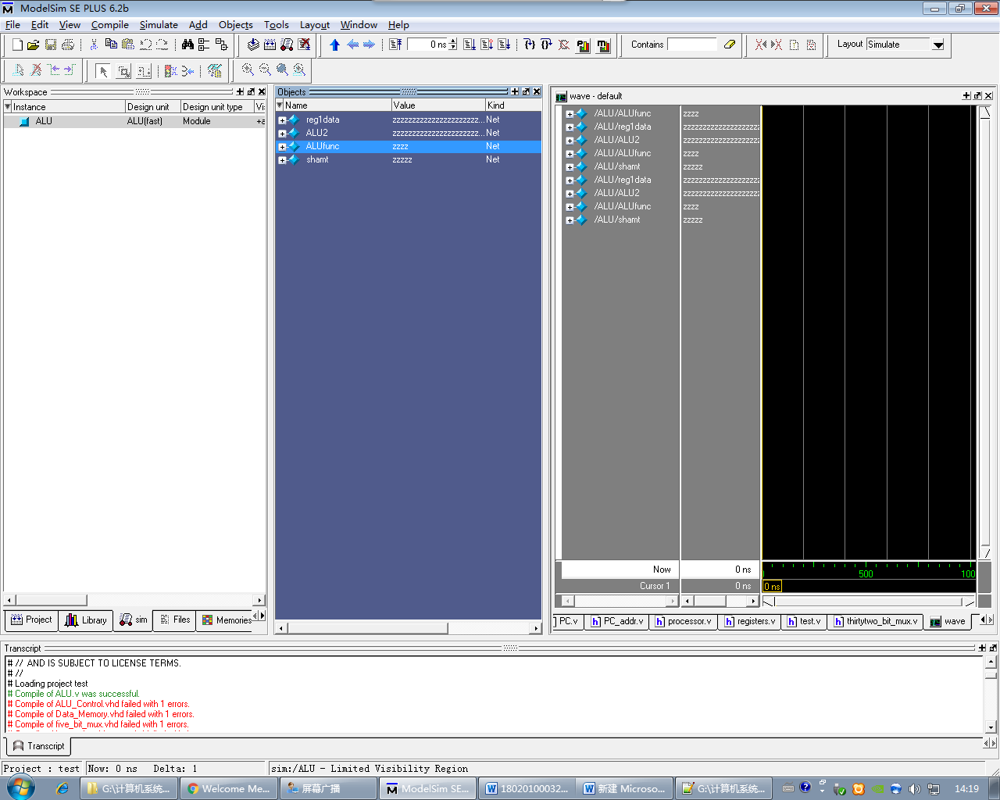 ModelSim SE PLUS 6.2b
File Edit View Compile Simulate Add Objects Tools Layout Window Help
0 ns Contains Layout Simulate
Workspace
Instance Design unit Design unit type
ALU ALU(fast) Module
Project Library sim Files Memories
Objects
Name Value Kind
reg1data zzzzzzzzzzzzzzzzzzzzzz... Net
ALU2 zzzzzzzzzzzzzzzzzzzzzz... Net
ALUfunc zzzz Net
shamt zzzzz Net
wave - default
/ALU/ALUfunc zzzz
/ALU/reg1data zzzzzzzzzzzzzzzzzzzz
/ALU/ALU2 zzzzzzzzzzzzzzzzzzzz
/ALU/ALUfunc zzzz
/ALU/shamt zzzzz
/ALU/reg1data zzzzzzzzzzzzzzzzzzzz
/ALU/ALU2 zzzzzzzzzzzzzzzzzzzz
/ALU/ALUfunc zzzz
/ALU/shamt zzzzz
Now 0 ns 500 100
Cursor 1 0 ns 0 ns
PC.v PC_addr.v processor.v registers.v test.v thirtytwo_bit_mux.v wave
Transcript
# // AND IS SUBJECT TO LICENSE TERMS.
# //
# Loading project test
# Compile of ALU.v was successful.
# Compile of ALU_Control.vhd failed with 1 errors.
# Compile of Data_Memory.vhd failed with 1 errors.
# Compile of five_bit_mux.vhd failed with 1 errors.
Transcript
Project : test Now: 0 ns Delta: 1 sim:/ALU - Limited Visibility Region
G:\计算机系统... Welcome Me... 屏幕广播 ModelSim SE... 18020100032... 新建 Microso... G:\计算机系统... 14:19